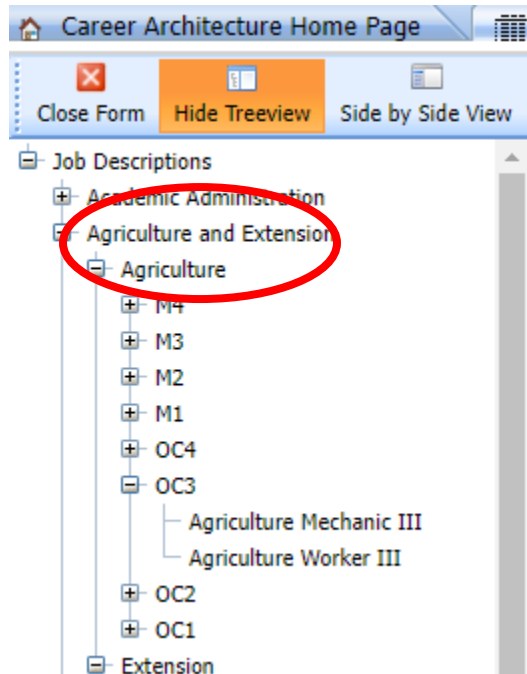 Career Architecture Home Page
Close Form Hide Treeview Side by Side View
Job Descriptions
Academic Administration
Agriculture and Extension
Agriculture
M4
M3
M2
M1
OC4
OC3
Agriculture Mechanic III
Agriculture Worker III
OC2
OC1
Extension